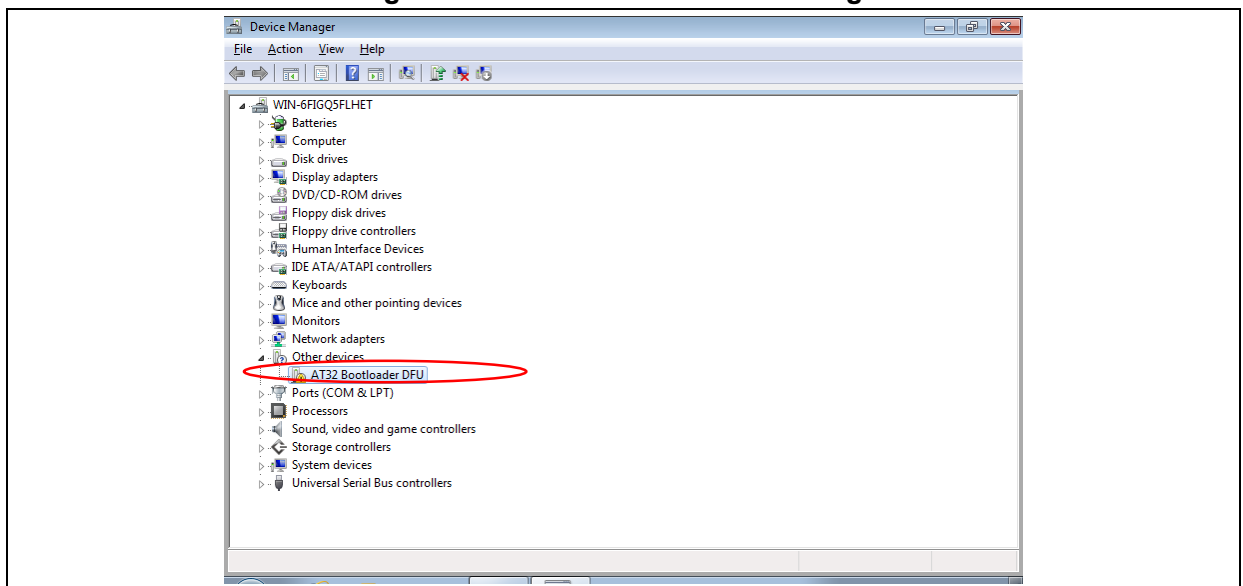 Device Manager
File Action View Help
WIN-6FIGQ5FLHET
Batteries
Computer
Disk drives
Display adapters
DVD/CD-ROM drives
Floppy disk drives
Floppy drive controllers
Human Interface Devices
IDE ATA/ATAPI controllers
Keyboards
Mice and other pointing devices
Monitors
Network adapters
Other devices
AT32 Bootloader DFU
Ports (COM & LPT)
Processors
Sound, video and game controllers
Storage controllers
System devices
Universal Serial Bus controllers